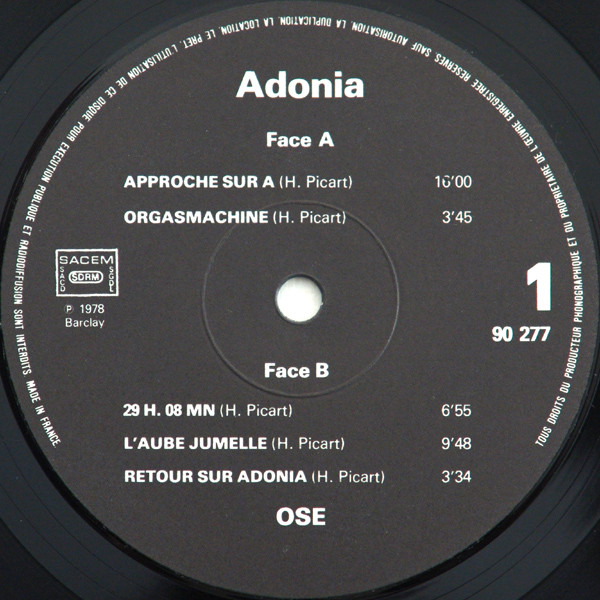 TOUS DROITS DU PRODUCTEUR PHONOGRAPHIQUE ET DU PROPRIETAIRE DE L'ŒUVRE ENREGISTREE RESERVES. SAUF AUTORISATION, LA DUPLICATION, LA LOCATION, LE PRET, L'UTILISATION DE CE DISQUE POUR EXECUTION PUBLIQUE ET RADIODIFFUSION SONT INTERDITS MADE IN FRANCE
Adonia
Face A
APPROCHE SUR A (H. Picart) 16'00
ORGASMACHINE (H. Picart) 3'45
SACEM
SACD SDRM SGDL
℗ 1978
Barclay
1
90 277
Face B
29 H. 08 MN (H. Picart) 6'55
L'AUBE JUMELLE (H. Picart) 9'48
RETOUR SUR ADONIA (H. Picart) 3'34
OSE